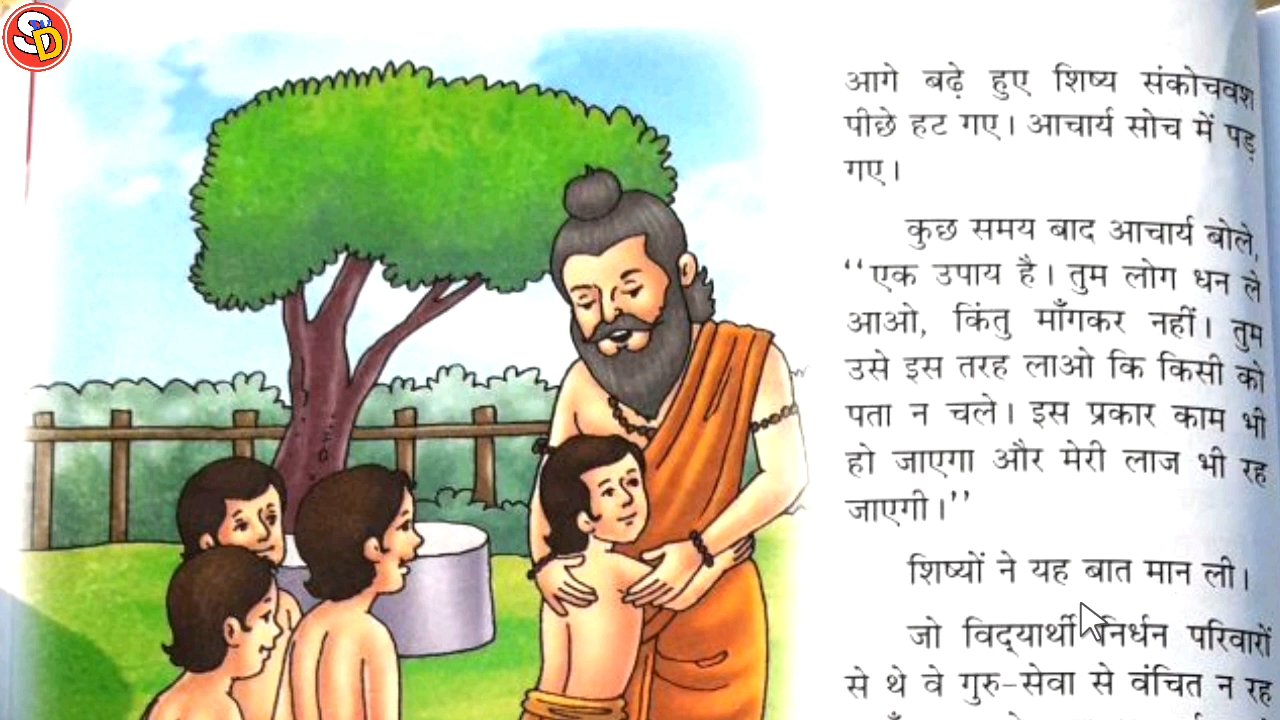 SD
आगे बढ़े हुए शिष्य संकोचवश
पीछे हट गए। आचार्य सोच में पड़
गए।
कुछ समय बाद आचार्य बोले,
“एक उपाय है। तुम लोग धन ले
आओ, किंतु माँगकर नहीं। तुम
उसे इस तरह लाओ कि किसी को
पता न चले। इस प्रकार काम भी
हो जाएगा और मेरी लाज भी रह
जाएगी।”
शिष्यों ने यह बात मान ली।
जो विद्‌यार्थी निर्धन परिवारों
से थे वे गुरु-सेवा से वंचित न रह